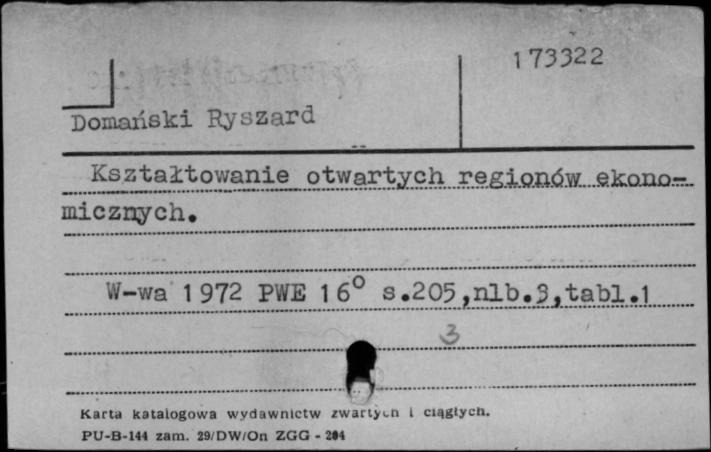 173322
Domański Ryszard
Kształtowanie otwartych regionów ekono-
micznych.
W-wa 1972 PWE 16° s.205,nlb.3,tabl.1
3
Karta katalogowa wydawnictw zwartych i ciągłych.
PU-B-144 zam. 29/DW/On ZGG - 204